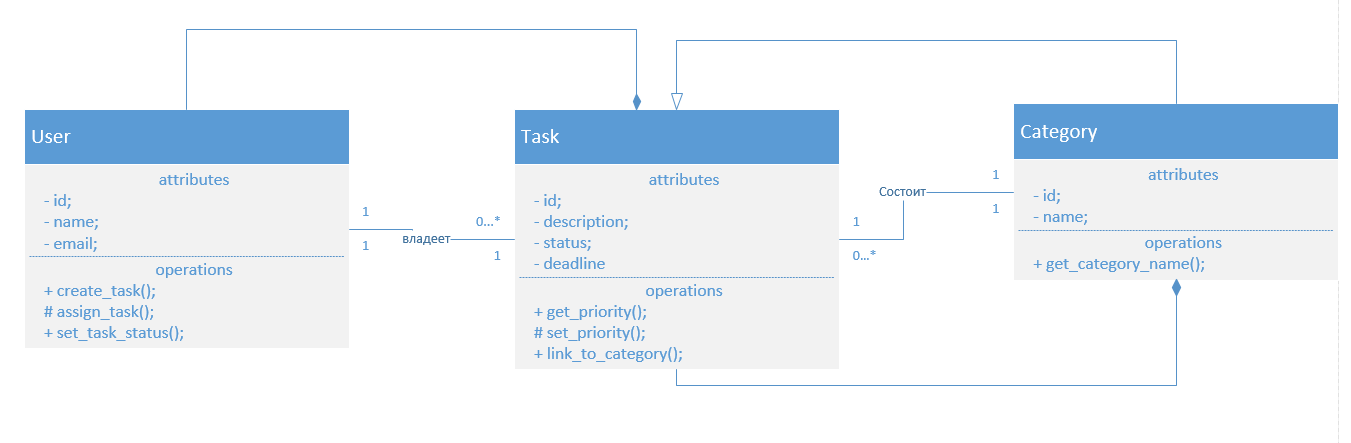 User
attributes
- id;
- name;
- email;
operations
+ create_task();
# assign_task();
+ set_task_status();
1
1
владеет
0...*
1
Task
attributes
- id;
- description;
- status;
- deadline
operations
+ get_priority();
# set_priority();
+ link_to_category();
1
0...*
Состоит
1
1
Category
attributes
- id;
- name;
operations
+ get_category_name();